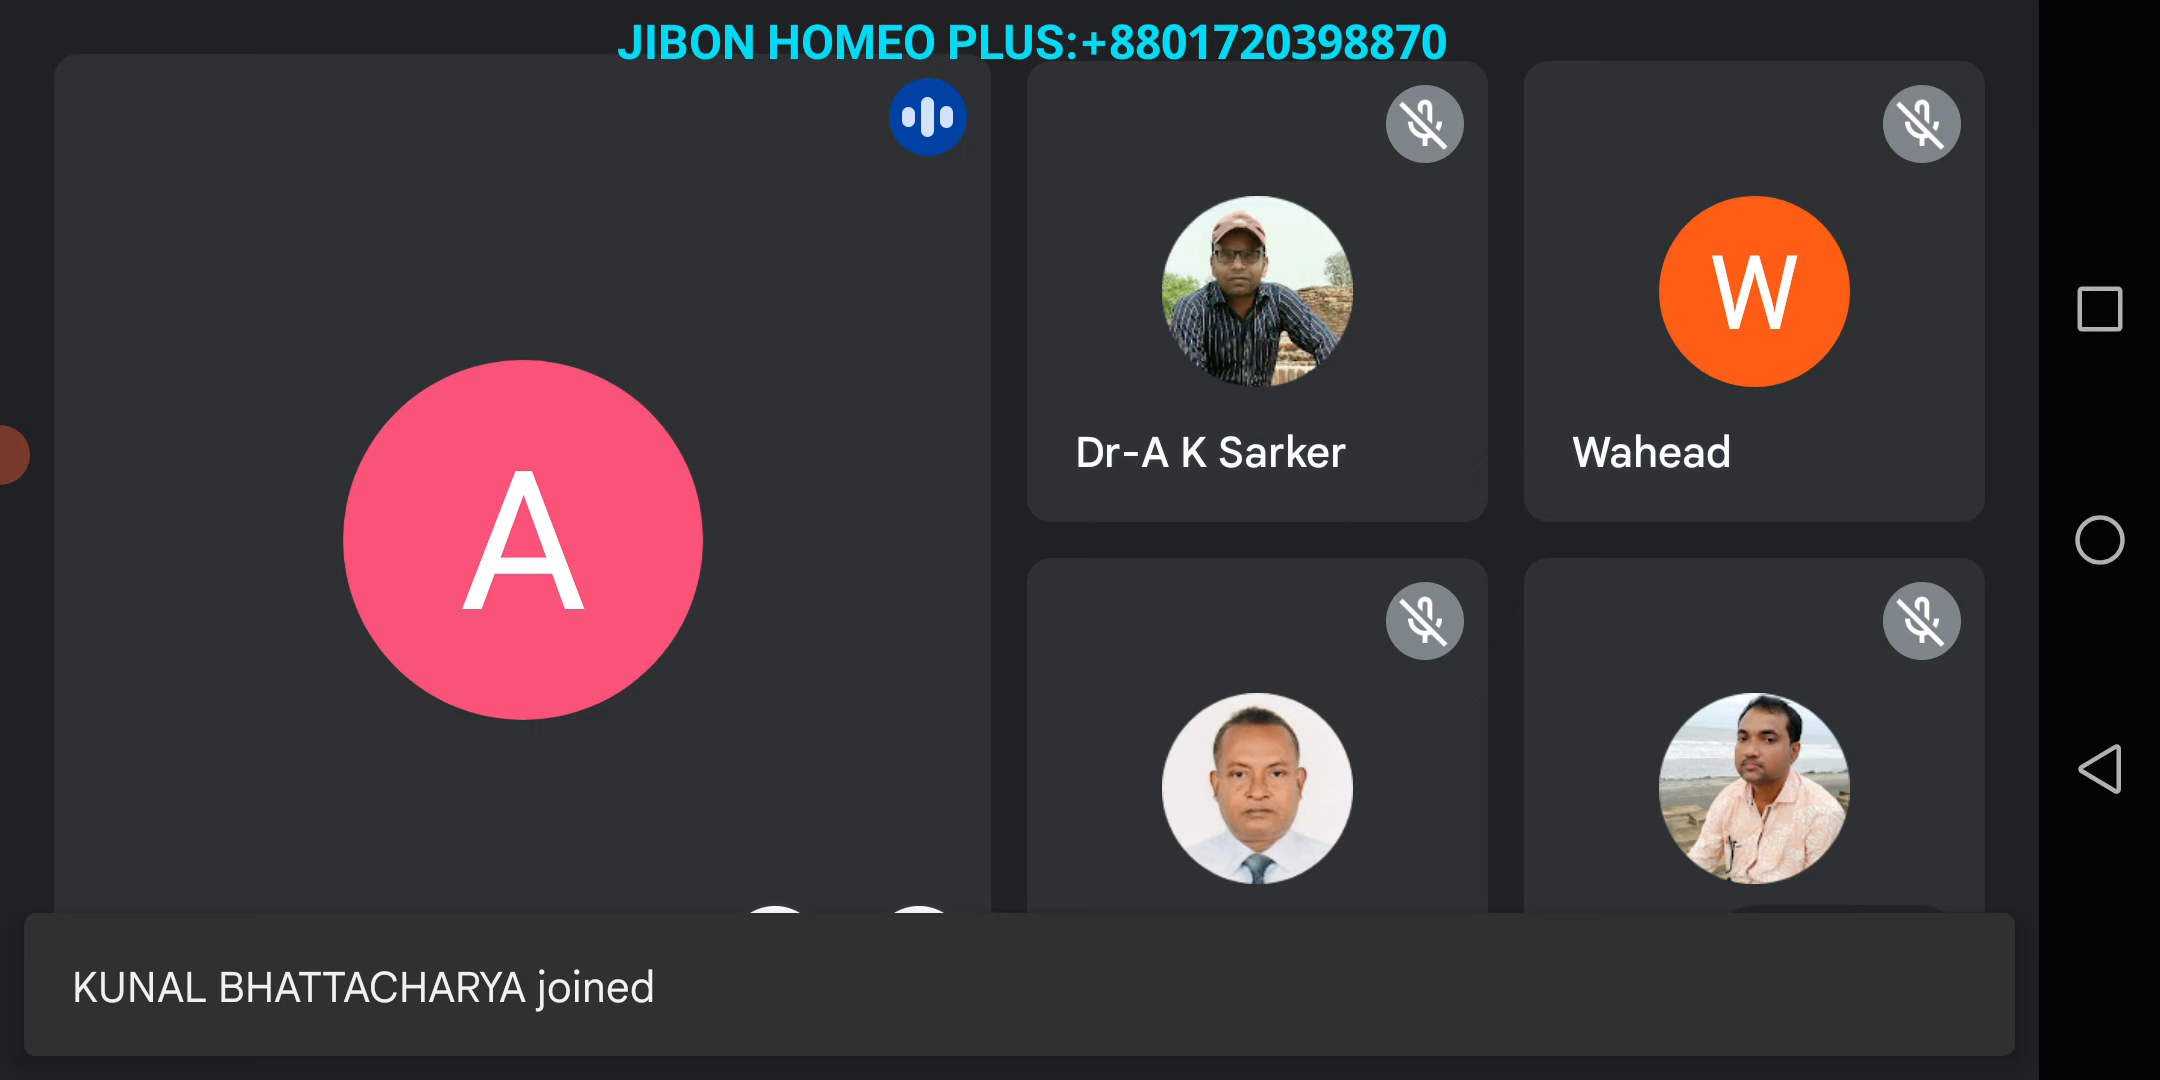 JIBON HOMEO PLUS:+8801720398870
A
W
Dr-A K Sarker
Wahead
KUNAL BHATTACHARYA joined